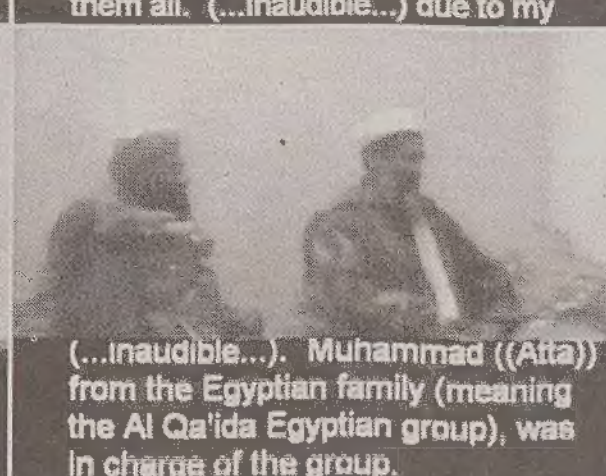 them all. (...inaudible...) due to my
(...inaudible...). Muhammad ((Atta))
from the Egyptian family (meaning
the Al Qa'ida Egyptian group), was
in charge of the group.